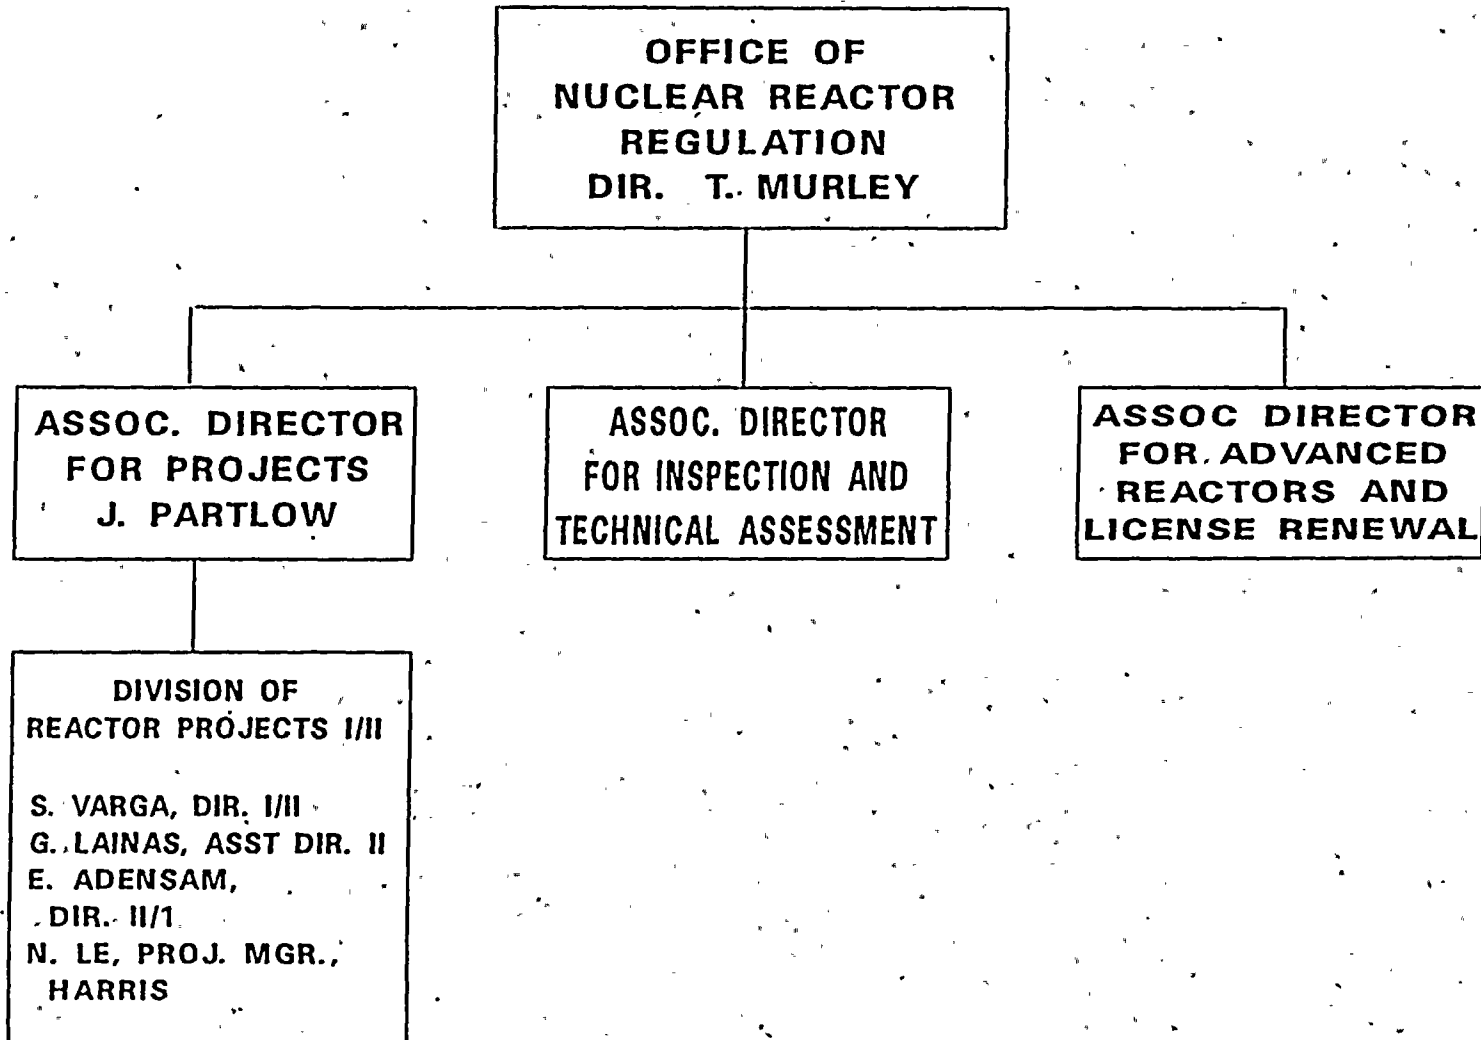 OFFICE OF
NUCLEAR REACTOR
REGULATION
DIR. T. MURLEY
ASSOC. DIRECTOR
FOR PROJECTS
J. PARTLOW
ASSOC. DIRECTOR
FOR INSPECTION AND
TECHNICAL ASSESSMENT
ASSOC DIRECTOR
FOR ADVANCED
REACTORS AND
LICENSE RENEWAL
DIVISION OF
REACTOR PROJECTS I/II
S. VARGA, DIR. I/II
G. LAINAS, ASST DIR. II
E. ADENSAM,
DIR. II/1
N. LE, PROJ. MGR.,
HARRIS